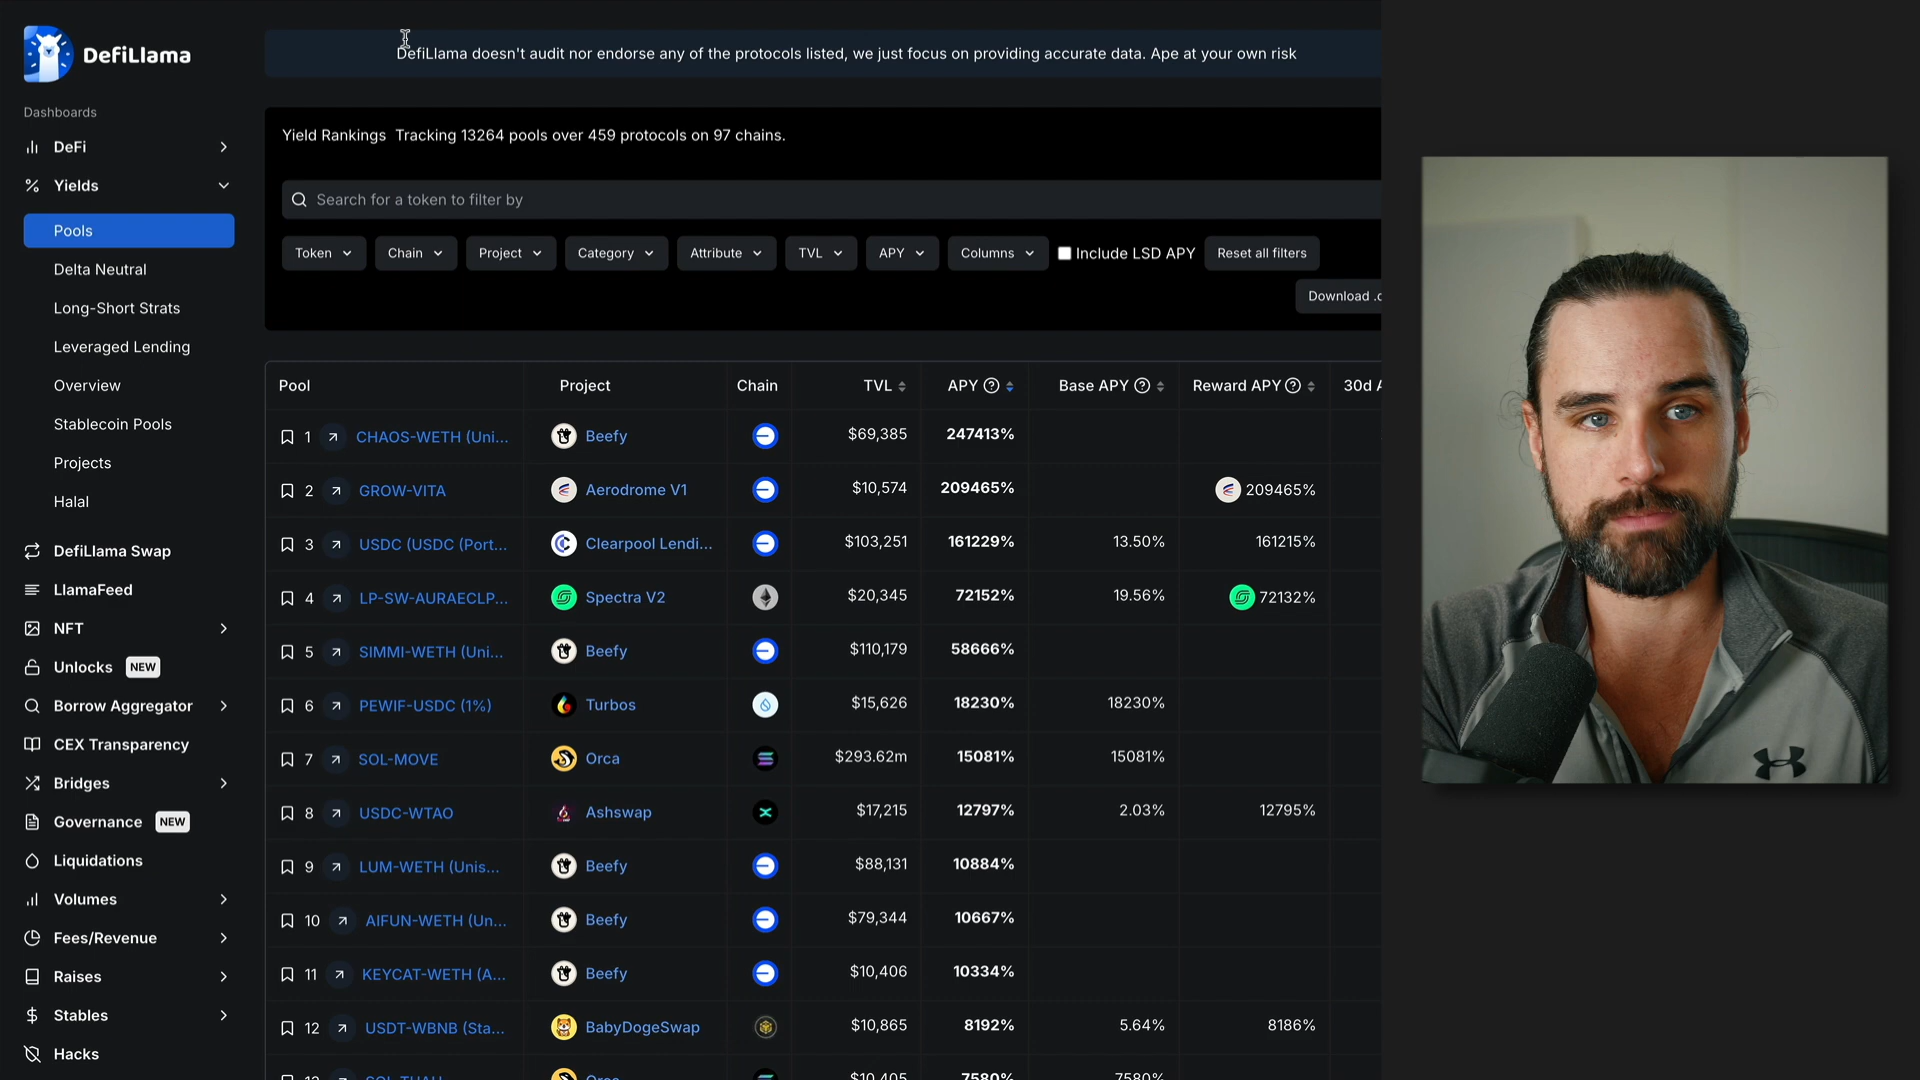 DefiLlama
DefiLlama doesn't audit nor endorse any of the protocols listed, we just focus on providing accurate data. Ape at your own risk
Dashboards
DeFi
Yields
Pools
Delta Neutral
Long-Short Strats
Leveraged Lending
Overview
Stablecoin Pools
Projects
Halal
DefiLlama Swap
LlamaFeed
NFT
Unlocks NEW
Borrow Aggregator
CEX Transparency
Bridges
Governance NEW
Liquidations
Volumes
Fees/Revenue
Raises
Stables
Hacks
Yield Rankings Tracking 13264 pools over 459 protocols on 97 chains.
Search for a token to filter by
Token Chain Project Category Attribute TVL APY Columns Include LSD APY Reset all filters
Download .c
Pool Project Chain TVL APY Base APY Reward APY 30d A
1 CHAOS-WETH (Uni... Beefy $69,385 247413%
2 GROW-VITA Aerodrome V1 $10,574 209465% 209465%
3 USDC (USDC (Port... Clearpool Lendi... $103,251 161229% 13.50% 161215%
4 LP-SW-AURAECLP... Spectra V2 $20,345 72152% 19.56% 72132%
5 SIMMI-WETH (Uni... Beefy $110,179 58666%
6 PEWIF-USDC (1%) Turbos $15,626 18230% 18230%
7 SOL-MOVE Orca $293.62m 15081% 15081%
8 USDC-WTAO Ashswap $17,215 12797% 2.03% 12795%
9 LUM-WETH (Unis... Beefy $88,131 10884%
10 AIFUN-WETH (Un... Beefy $79,344 10667%
11 KEYCAT-WETH (A... Beefy $10,406 10334%
12 USDT-WBNB (Sta... BabyDogeSwap $10,865 8192% 5.64% 8186%
Orca $10,405 7580% 7580%